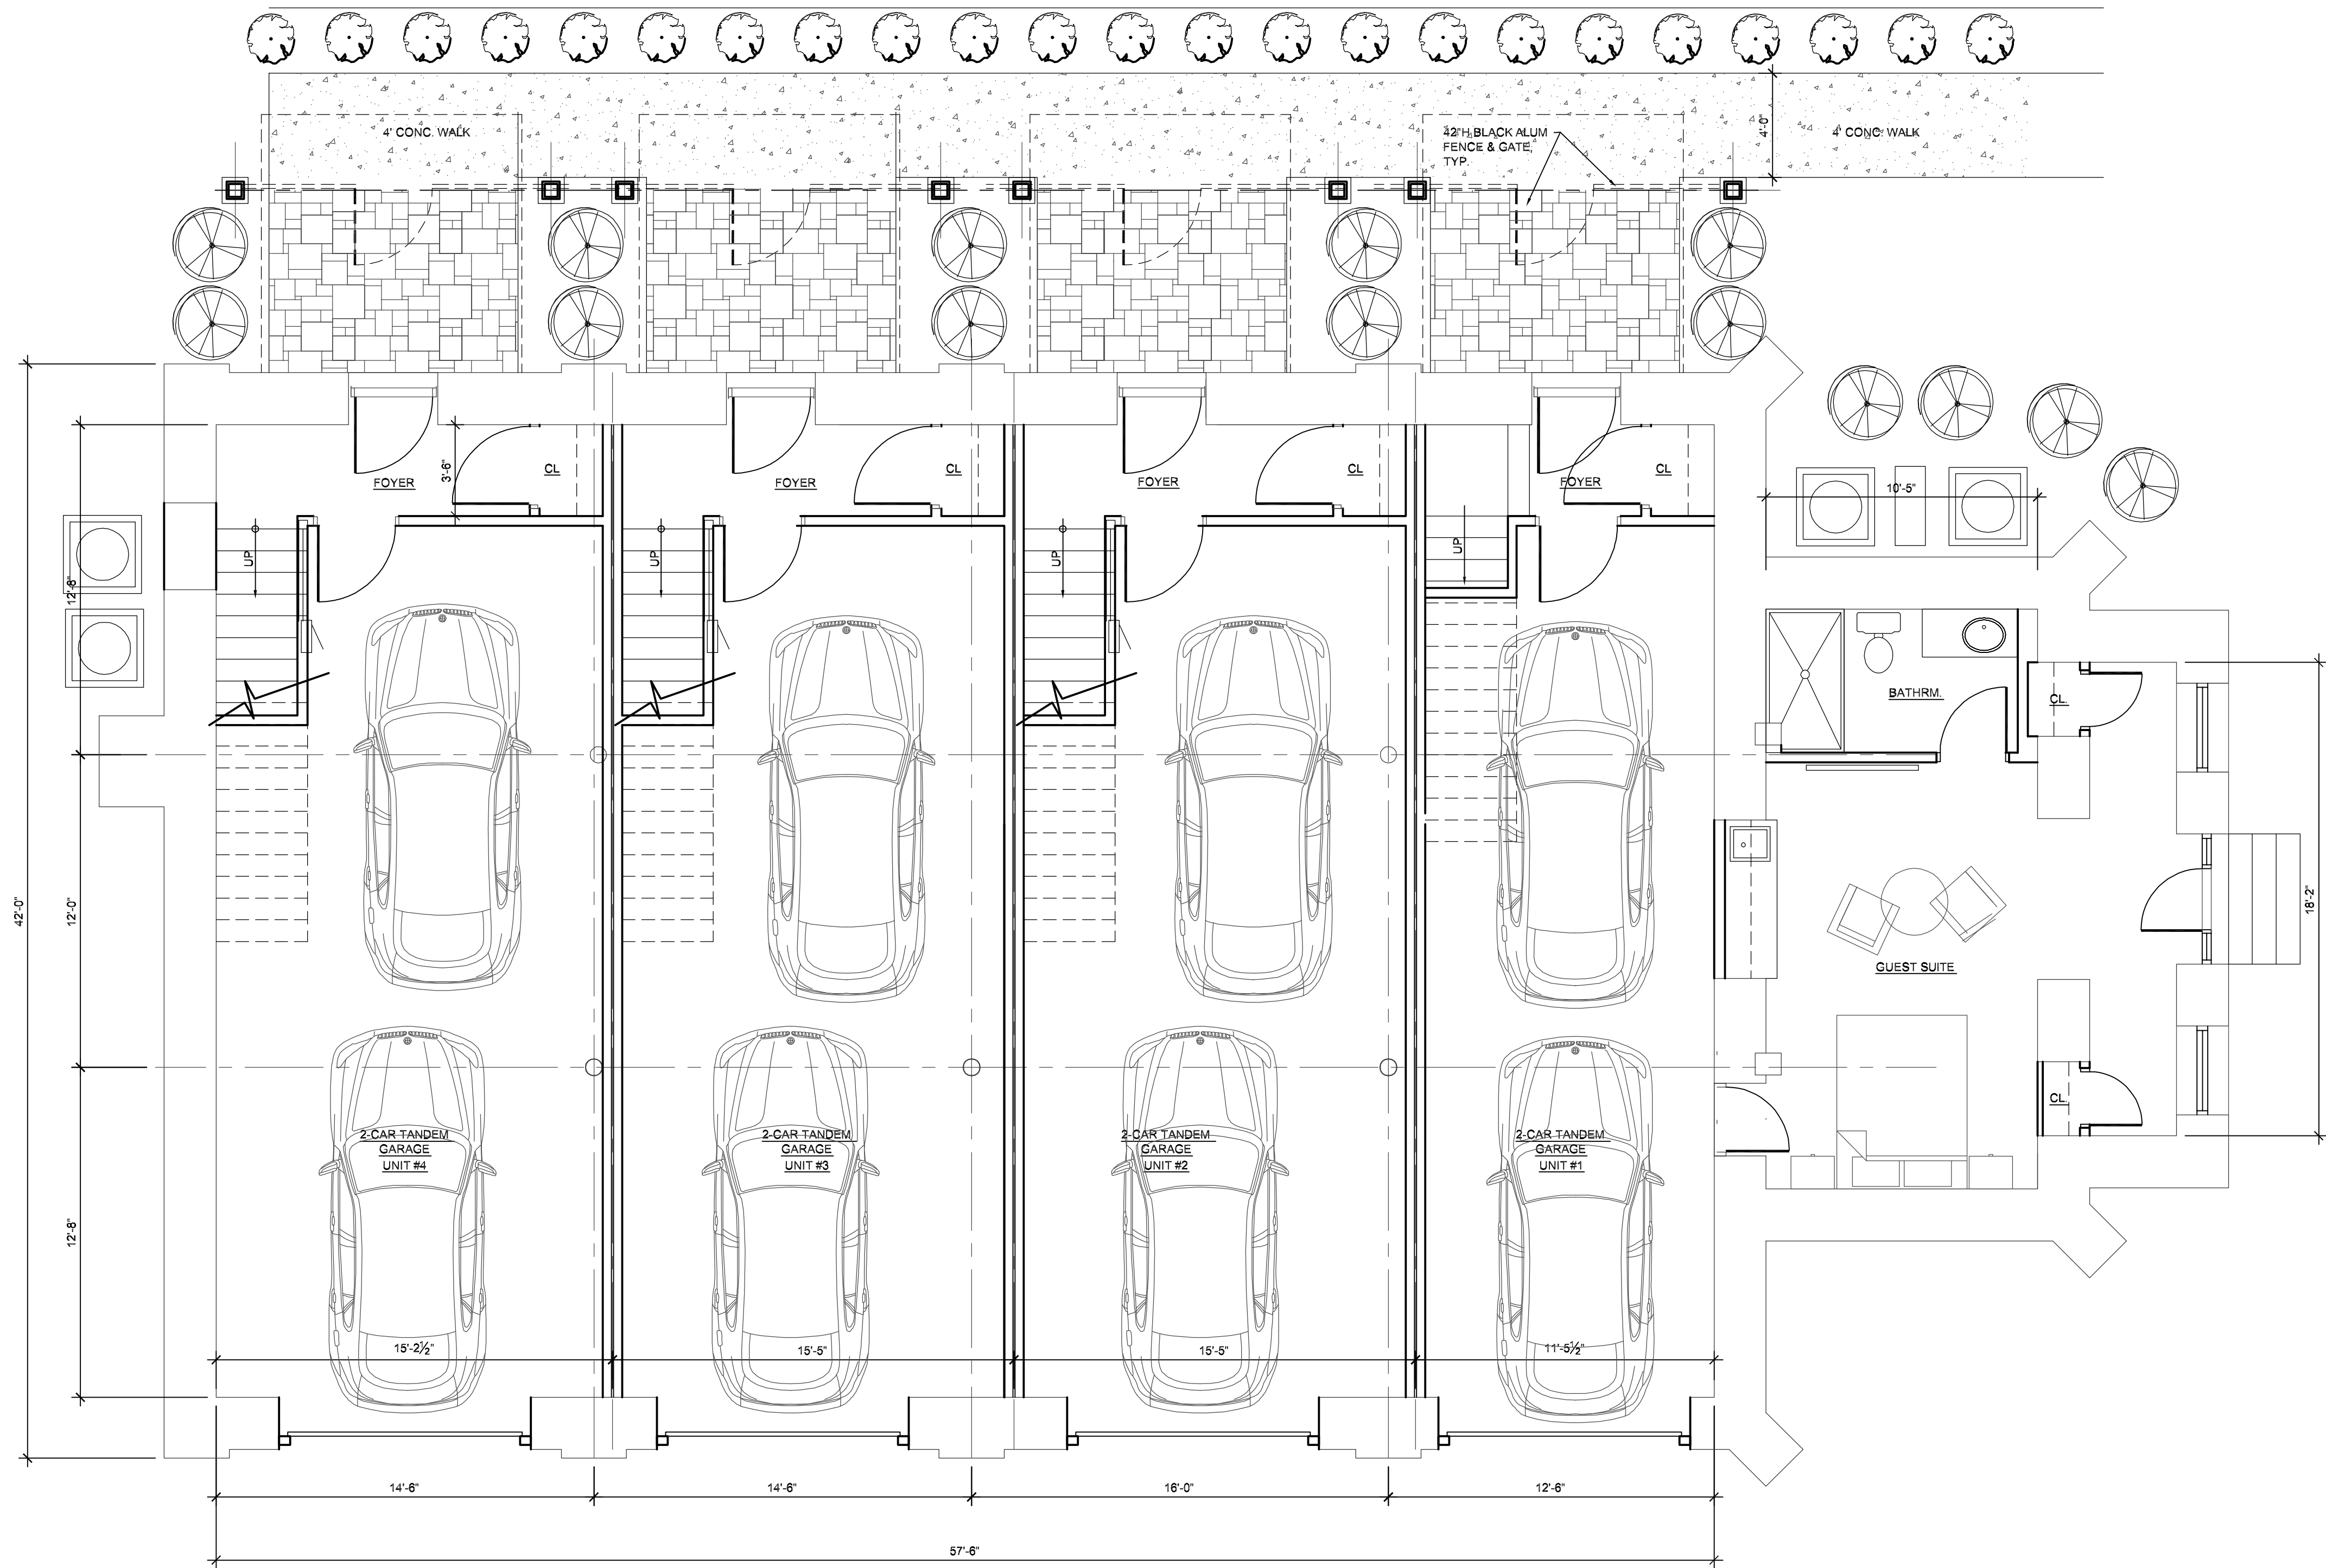 4' CONC. WALK
42"H BLACK ALUM
FENCE & GATE,
TYP.
4'-0"
4' CONC. WALK
FOYER
3'-6"
CL
FOYER
CL
FOYER
CL
FOYER
CL
10'-5"
UP
UP
UP
UP
12'-8"
BATHRM.
CL.
42'-0"
12'-0"
18'-2"
GUEST SUITE
CL.
2-CAR TANDEM
GARAGE
UNIT #4
2-CAR TANDEM
GARAGE
UNIT #3
2-CAR TANDEM
GARAGE
UNIT #2
2-CAR TANDEM
GARAGE
UNIT #1
12'-8"
15'-2½"
15'-5"
15'-5"
11'-5½"
14'-6"
14'-6"
16'-0"
12'-6"
57'-6"